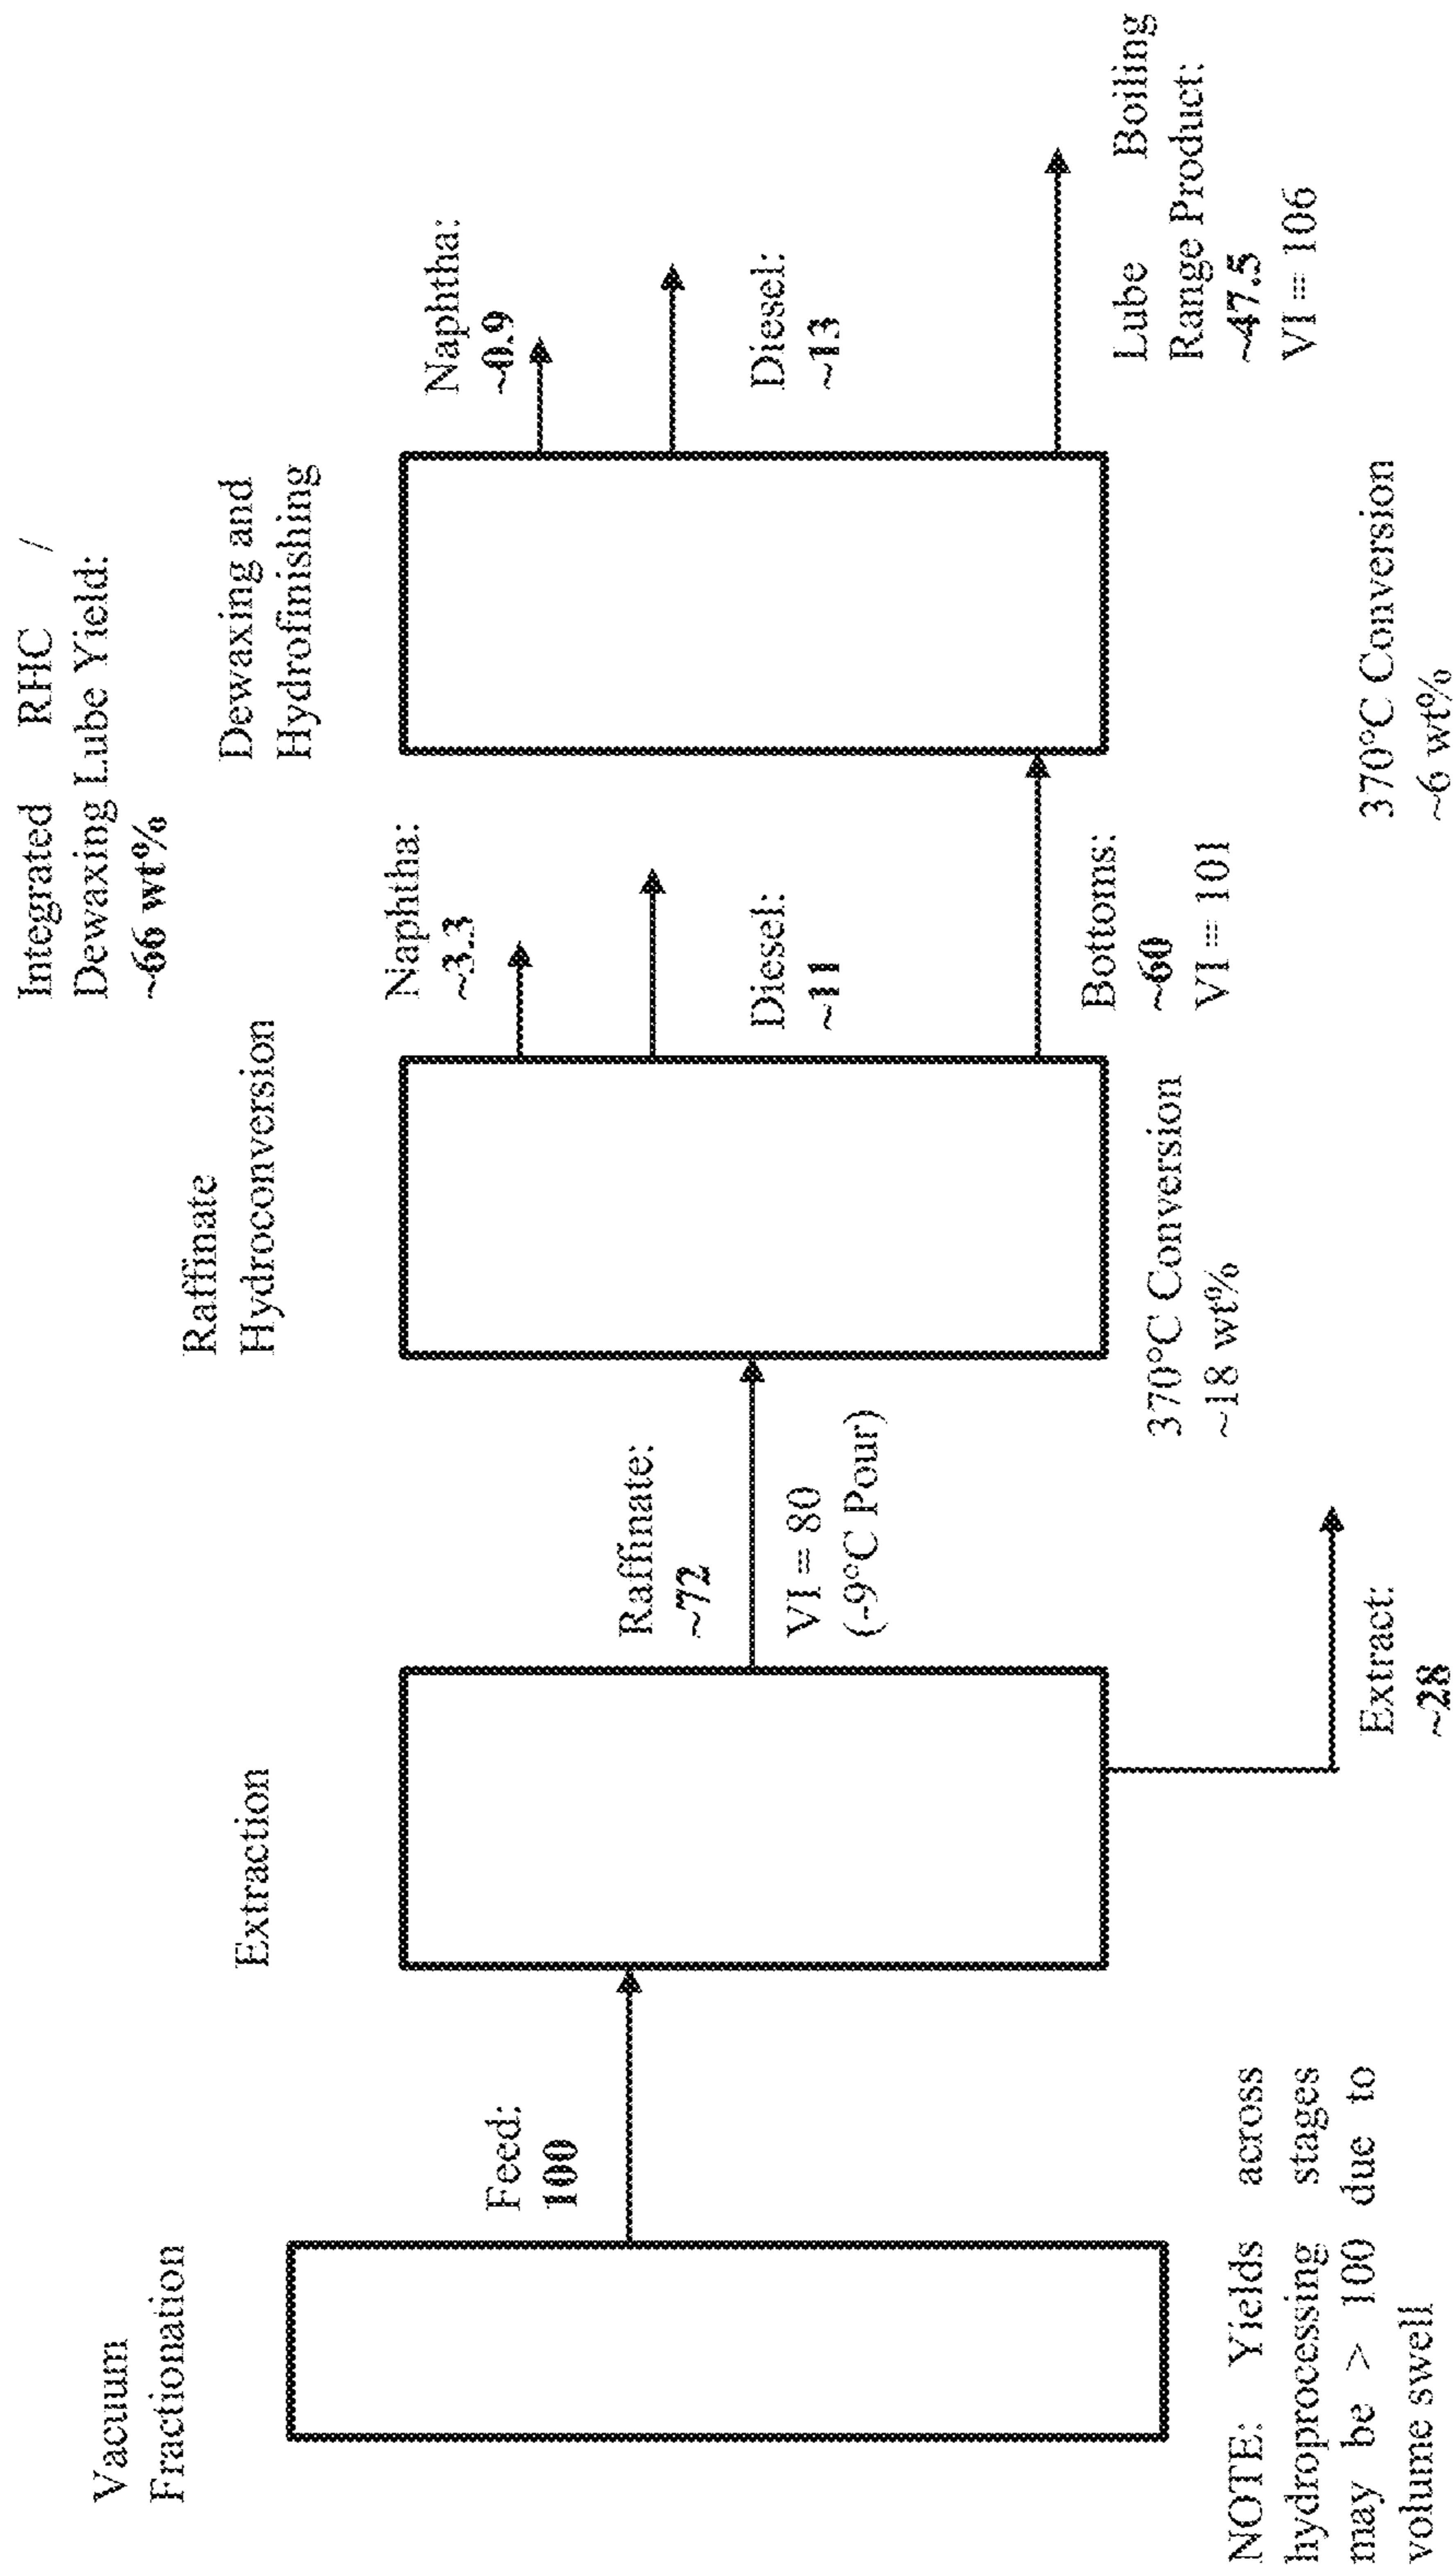 Vacuum
Fractionation
Feed:
100
NOTE: Yields across
hydroprocessing stages
may be > 100 due to
volume swell
Extraction
Raffinate:
~72
VI = 80
(-9°C Pour)
Extract:
~28
Raffinate
Hydroconversion
370°C Conversion
~18 wt%
Integrated RHC /
Dewaxing Lube Yield:
~66 wt%
Naphtha:
~3.3
Diesel:
~11
Bottoms:
~60
VI = 101
Dewaxing and
Hydrofinishing
370°C Conversion
~6 wt%
Naphtha:
~0.9
Diesel:
~13
Lube Boiling
Range Product:
~47.5
VI = 106